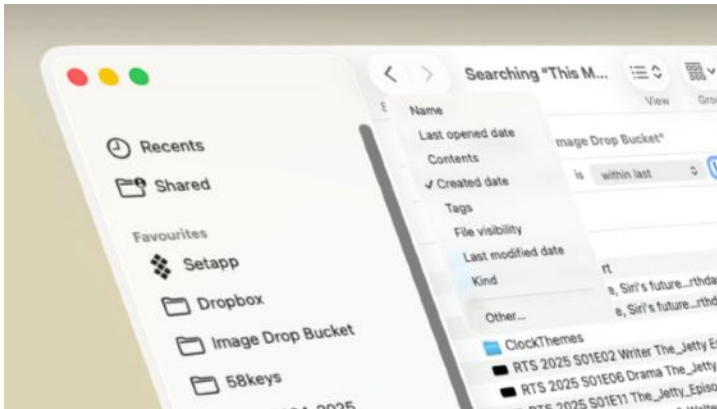 Searching "This M...
View
Name
Last opened date
Contents
✓ Created date
Tags
File visibility
Last modified date
Kind
Other...
Recents
Shared
Favourites
Setapp
Dropbox
Image Drop Bucket
58keys
mage Drop Bucket"
is within last
e, Siri's future...rthda
e, Siri's future...rthd
ClockThemes
RTS 2025 S01E02 Writer The_Jetty E
RTS 2025 S01E06 Drama The_Jetty
RTS 2025 S01E11 The_Jetty_Episo